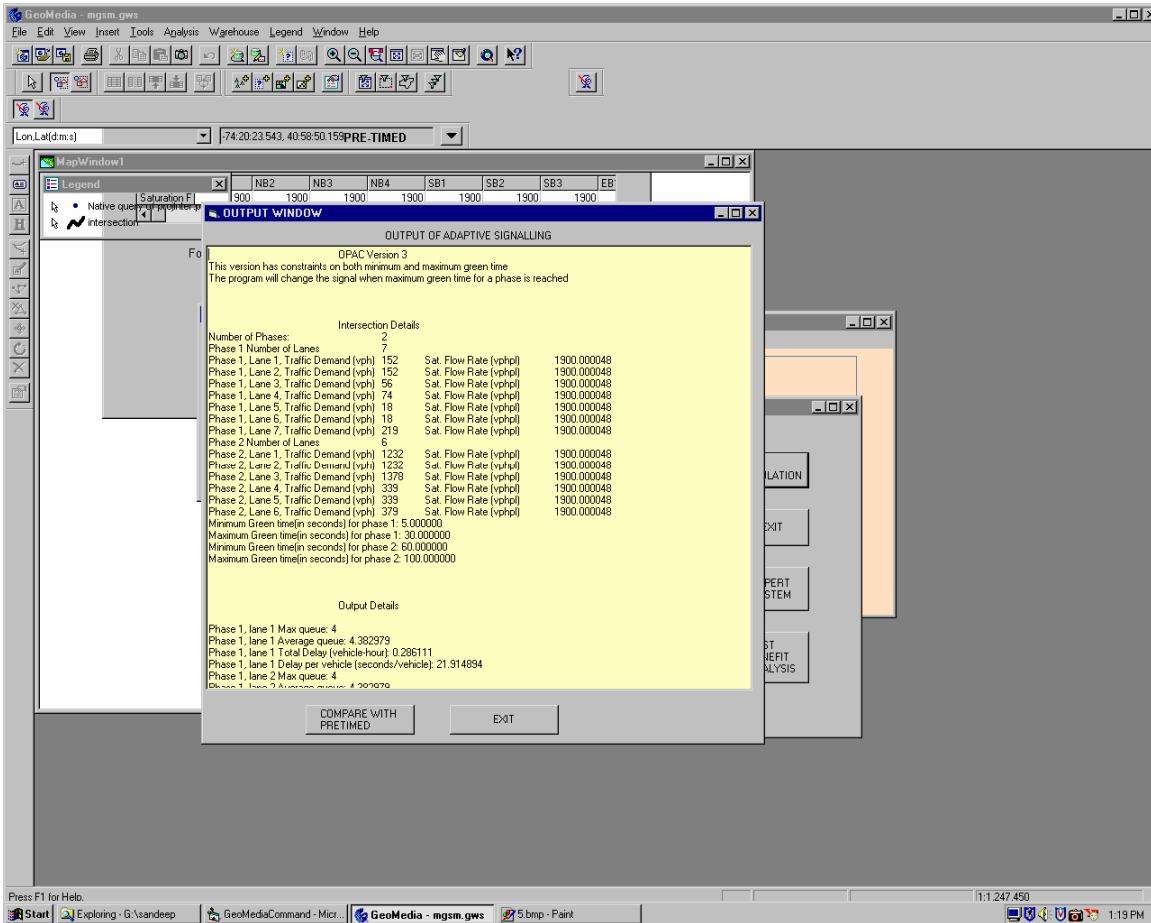 GeoMedia - mgsm.gws
File Edit View Insert Tools Analysis Warehouse Legend Window Help
Lon,Lat(d:m:s) -74:20:23.543, 40:58:50.159 PRE-TIMED
MapWindow1
Legend
NB2 NB3 NB4 SB1 SB2 SB3 EB
Saturation F 1900 1900 1900 1900 1900 1900 1900
Native query of
intersection
Fo
OUTPUT WINDOW
OUTPUT OF ADAPTIVE SIGNALLING
OPAC Version 3
This version has constraints on both minimum and maximum green time
The program will change the signal when maximum green time for a phase is reached
Intersection Details
Number of Phases: 2
Phase 1 Number of Lanes 7
Phase 1, Lane 1, Traffic Demand (vph) 152 Sat. Flow Rate (vphpl) 1900.000048
Phase 1, Lane 2, Traffic Demand (vph) 152 Sat. Flow Rate (vphpl) 1900.000048
Phase 1, Lane 3, Traffic Demand (vph) 56 Sat. Flow Rate (vphpl) 1900.000048
Phase 1, Lane 4, Traffic Demand (vph) 74 Sat. Flow Rate (vphpl) 1900.000048
Phase 1, Lane 5, Traffic Demand (vph) 18 Sat. Flow Rate (vphpl) 1900.000048
Phase 1, Lane 6, Traffic Demand (vph) 18 Sat. Flow Rate (vphpl) 1900.000048
Phase 1, Lane 7, Traffic Demand (vph) 219 Sat. Flow Rate (vphpl) 1900.000048
Phase 2 Number of Lanes 6
Phase 2, Lane 1, Traffic Demand (vph) 1232 Sat. Flow Rate (vphpl) 1900.000048
Phase 2, Lane 2, Traffic Demand (vph) 1232 Sat. Flow Rate (vphpl) 1900.000048
Phase 2, Lane 3, Traffic Demand (vph) 1378 Sat. Flow Rate (vphpl) 1900.000048
Phase 2, Lane 4, Traffic Demand (vph) 339 Sat. Flow Rate (vphpl) 1900.000048
Phase 2, Lane 5, Traffic Demand (vph) 339 Sat. Flow Rate (vphpl) 1900.000048
Phase 2, Lane 6, Traffic Demand (vph) 379 Sat. Flow Rate (vphpl) 1900.000048
Minimum Green time(in seconds) for phase 1: 5.000000
Maximum Green time(in seconds) for phase 1: 30.000000
Minimum Green time(in seconds) for phase 2: 60.000000
Maximum Green time(in seconds) for phase 2: 100.000000
Output Details
Phase 1, lane 1 Max queue: 4
Phase 1, lane 1 Average queue: 4.382979
Phase 1, lane 1 Total Delay (vehicle-hour): 0.286111
Phase 1, lane 1 Delay per vehicle (seconds/vehicle): 21.914894
Phase 1, lane 2 Max queue: 4
Phase 1, lane 2 Average queue: 4.382979
COMPARE WITH
PRETIMED
EXIT
ULATION
EXIT
PERT
STEM
ST
NEFIT
ALYSIS
Press F1 for Help. 1:1,247,450
Start Exploring - G:\sandeep GeoMediaCommand - Micr... GeoMedia - mgsm.gws 5.bmp - Paint 1:19 PM